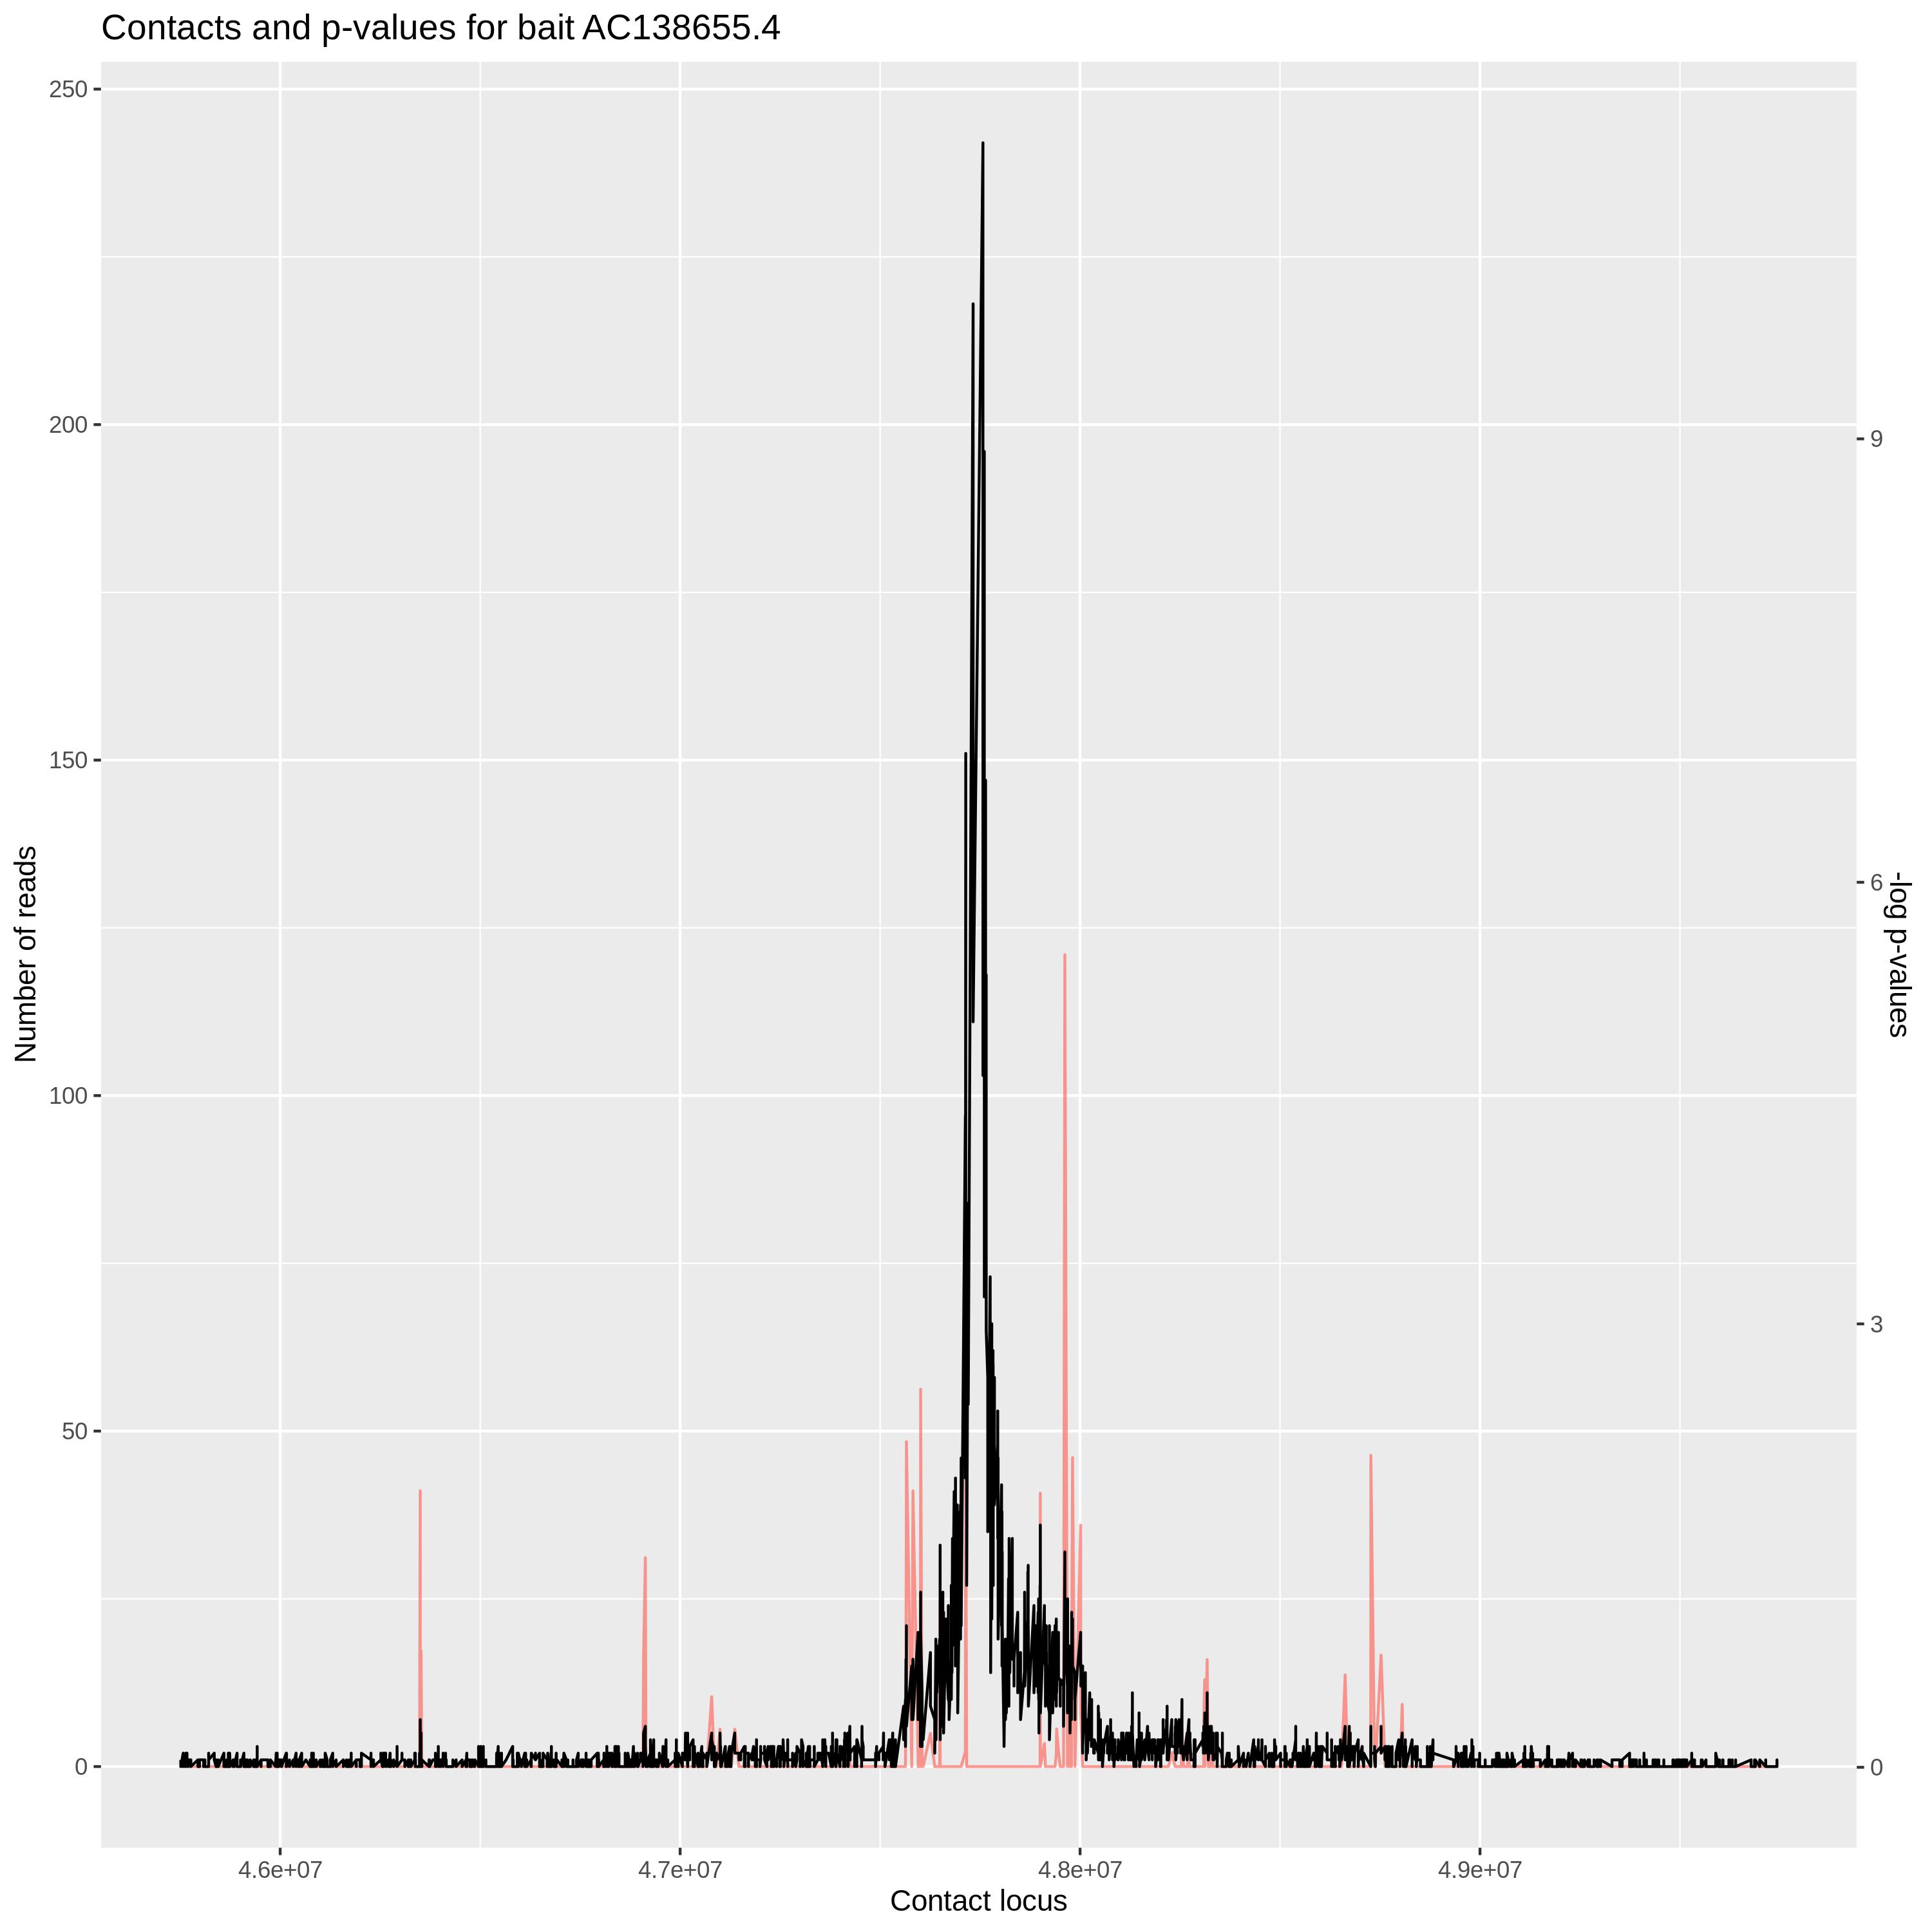 Contacts and p-values for bait AC138655.4
250
200
150
100
50
0
Number of reads
9
6
3
0
-log p-values
4.6e+07
4.7e+07
4.8e+07
4.9e+07
Contact locus